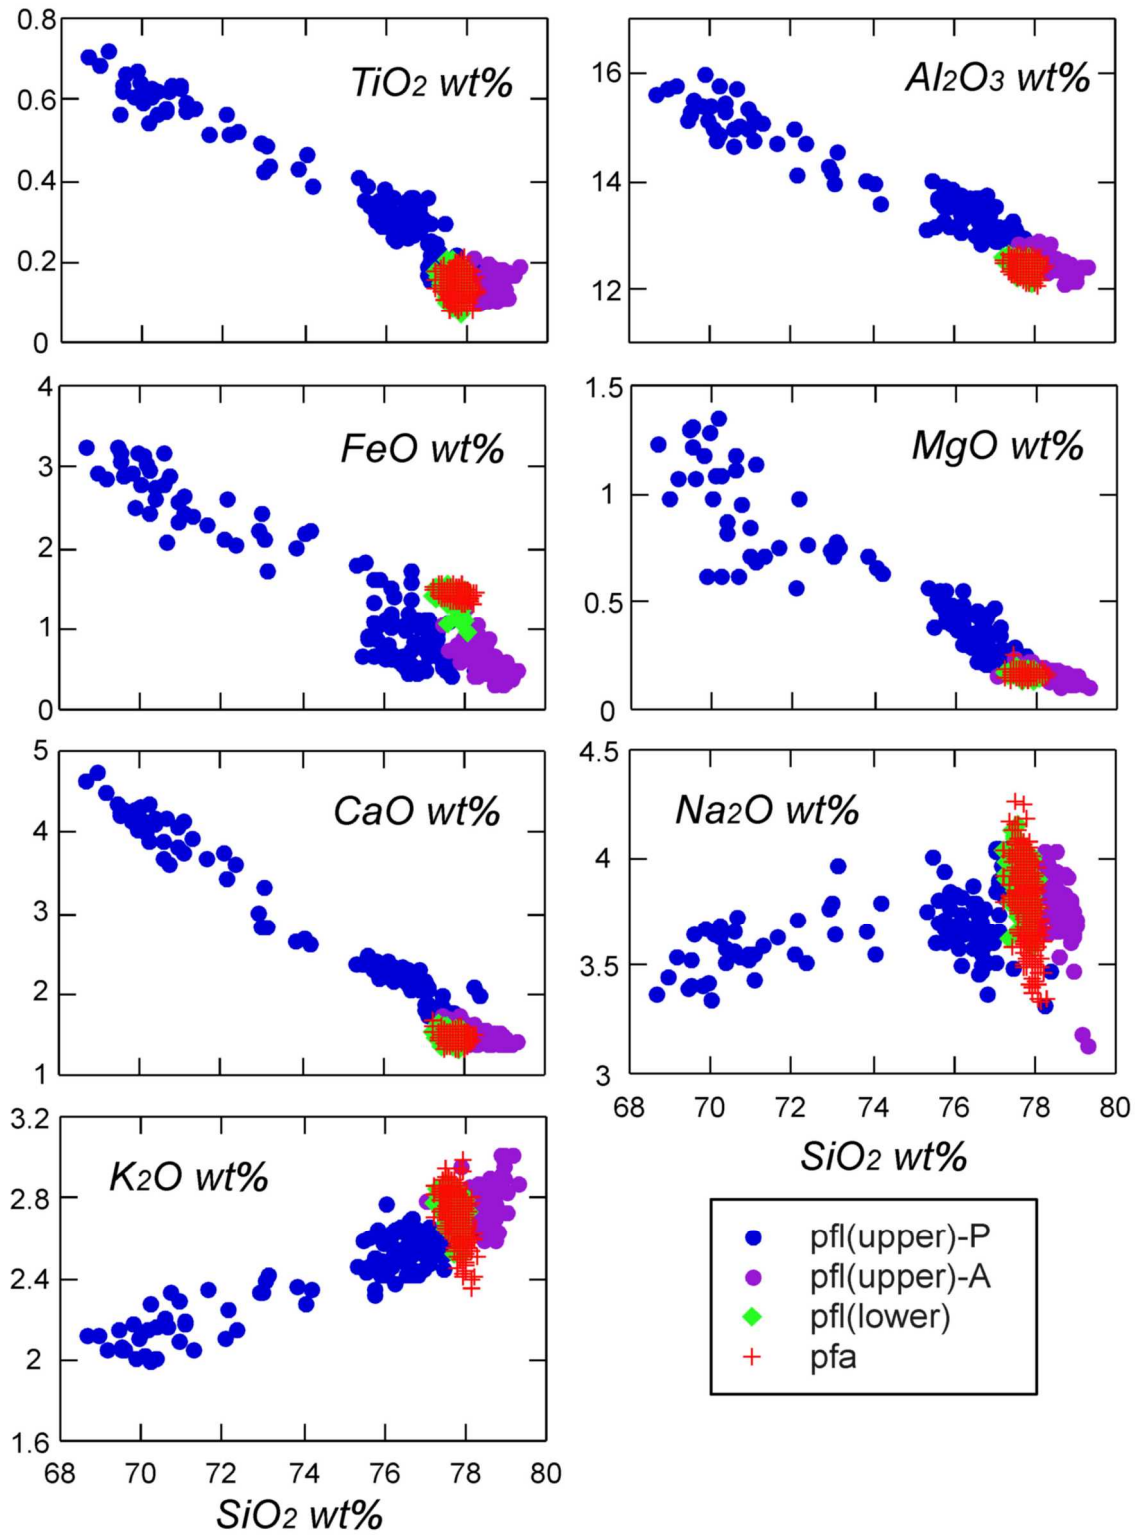 0.8
0.6
0.4
0.2
0
TiO2 wt%
16
14
12
Al2O3 wt%
4
3
2
1
0
FeO wt%
1.5
1
0.5
0
MgO wt%
5
4
3
2
1
CaO wt%
4.5
4
3.5
3
Na2O wt%
68 70 72 74 76 78 80
SiO2 wt%
3.2
2.8
2.4
2
1.6
K2O wt%
68 70 72 74 76 78 80
SiO2 wt%
pfl(upper)-P
pfl(upper)-A
pfl(lower)
pfa